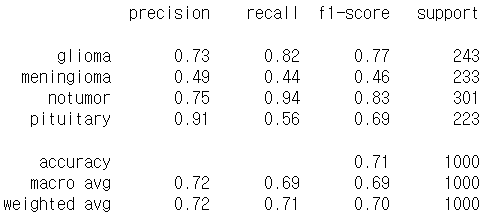 precision recall f1-score support
glioma 0.73 0.82 0.77 243
meningioma 0.49 0.44 0.46 233
notumor 0.75 0.94 0.83 301
pituitary 0.91 0.56 0.69 223
accuracy 0.71 1000
macro avg 0.72 0.69 0.69 1000
weighted avg 0.72 0.71 0.70 1000